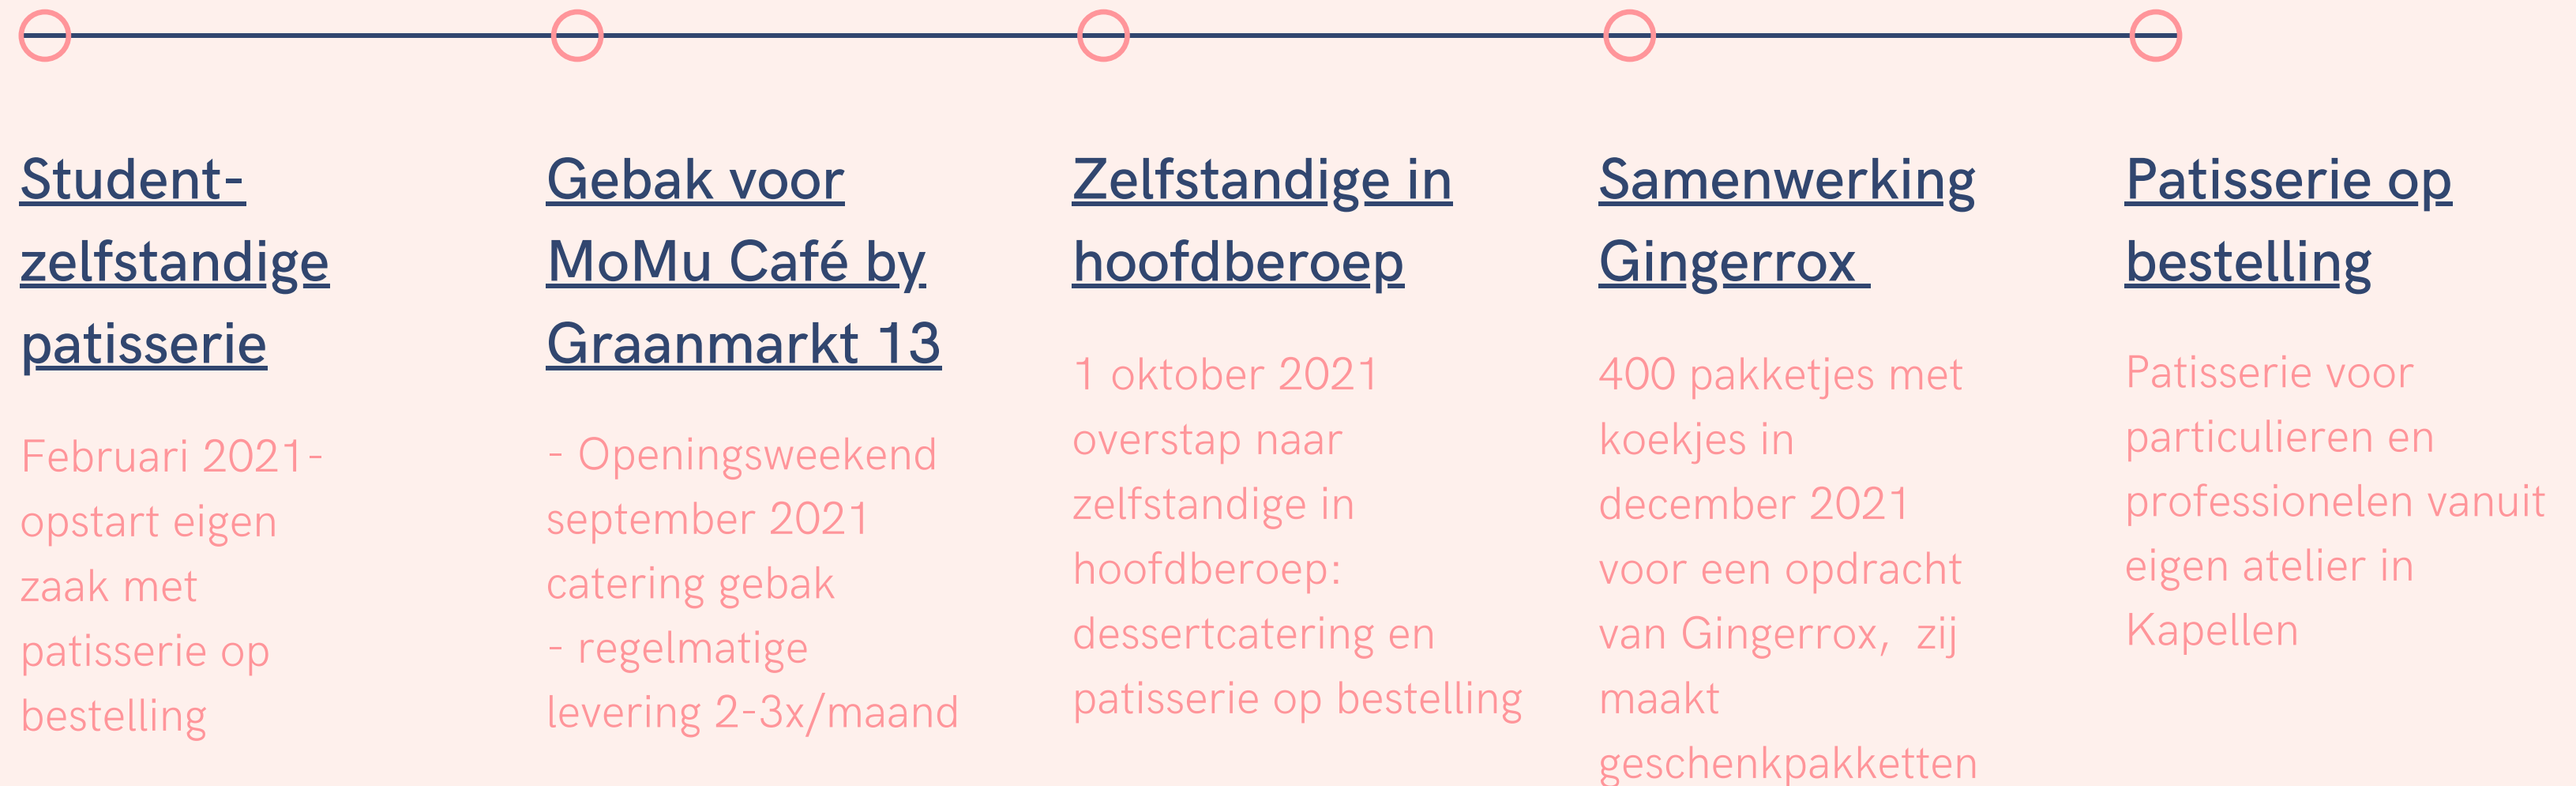 Student-
zelfstandige
patisserie
Februari 2021-
opstart eigen
zaak met
patisserie op
bestelling
Gebak voor
MoMu Café by
Graanmarkt 13
- Openingsweekend
september 2021
catering gebak
- regelmatige
levering 2-3x/maand
Zelfstandige in
hoofdberoep
1 oktober 2021
overstap naar
zelfstandige in
hoofdberoep:
dessertcatering en
patisserie op bestelling
Samenwerking
Gingerrox
400 pakketjes met
koekjes in
december 2021
voor een opdracht
van Gingerrox,  zij
maakt
geschenkpakketten
Patisserie op
bestelling
Patisserie voor
particulieren en
professionelen vanuit
eigen atelier in
Kapellen